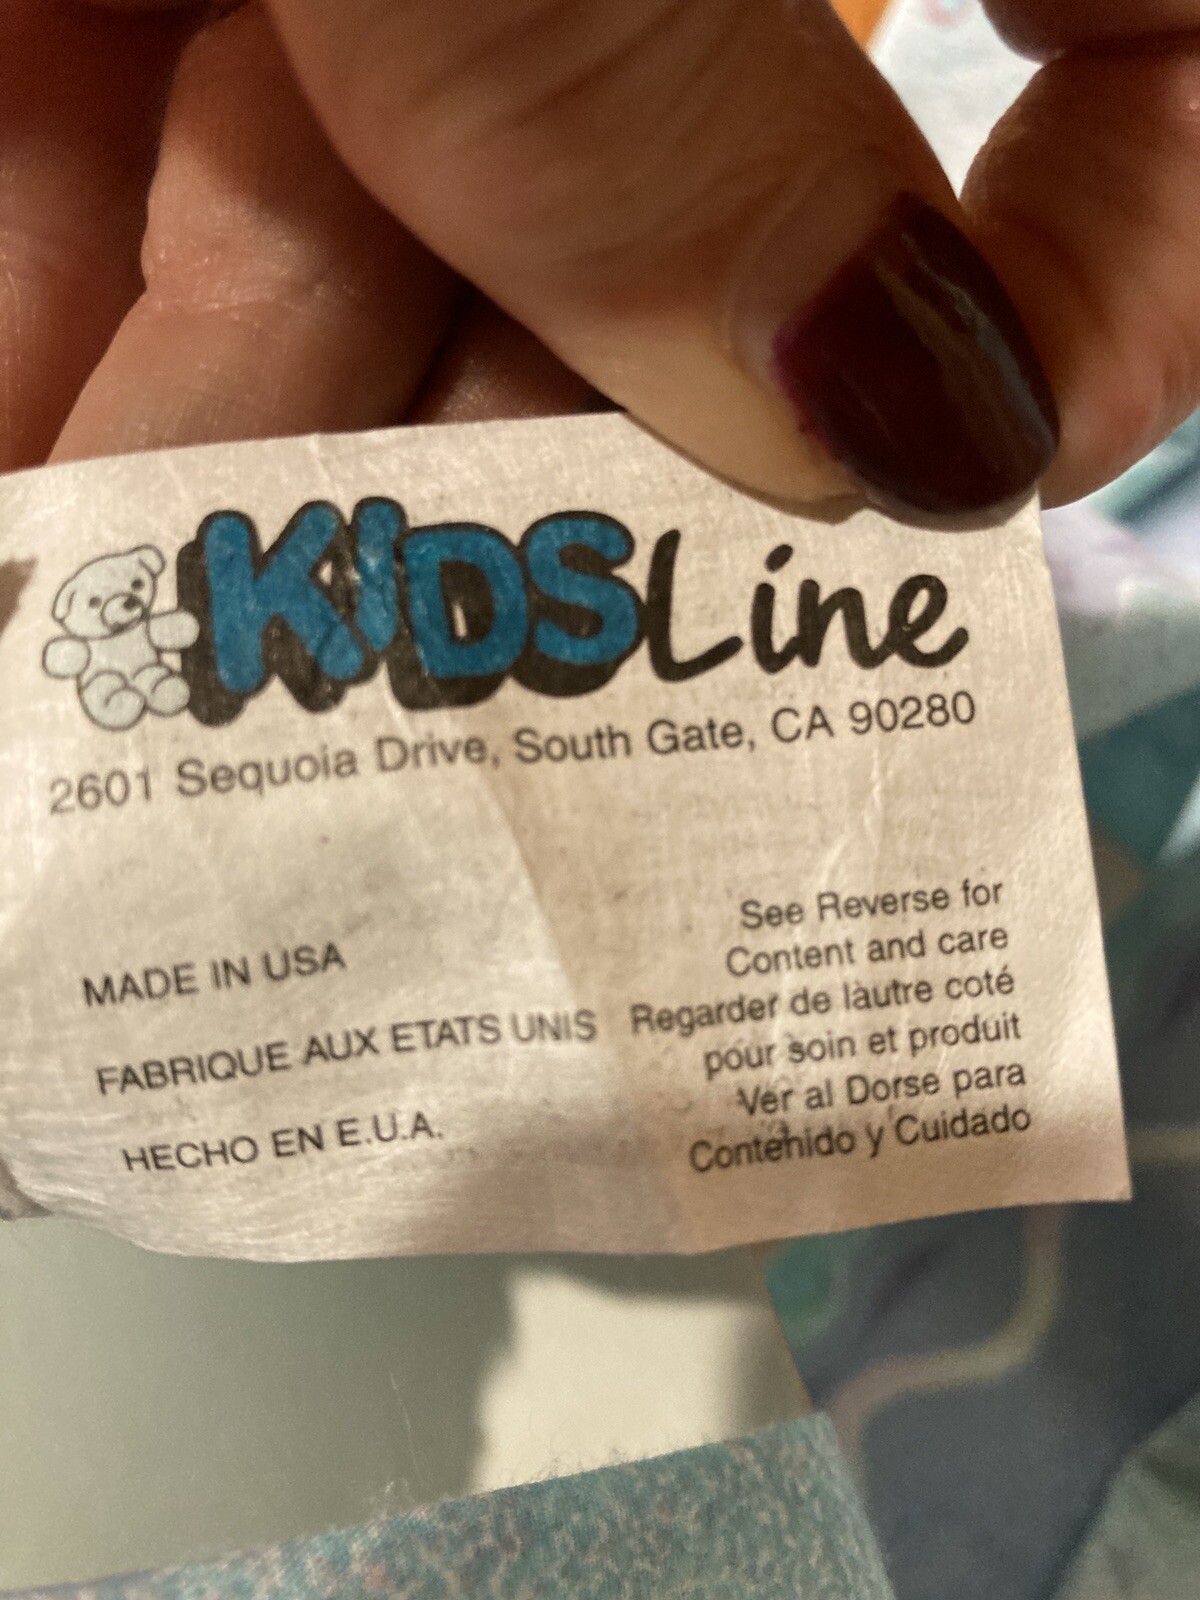 KIDSLine
2601 Sequoia Drive, South Gate, CA 90280
MADE IN USA
FABRIQUE AUX ETATS UNIS
HECHO EN E.U.A.
See Reverse for
Content and care
Regarder de làutre coté
pour soin et produit
Ver al Dorse para
Contenido y Cuidado